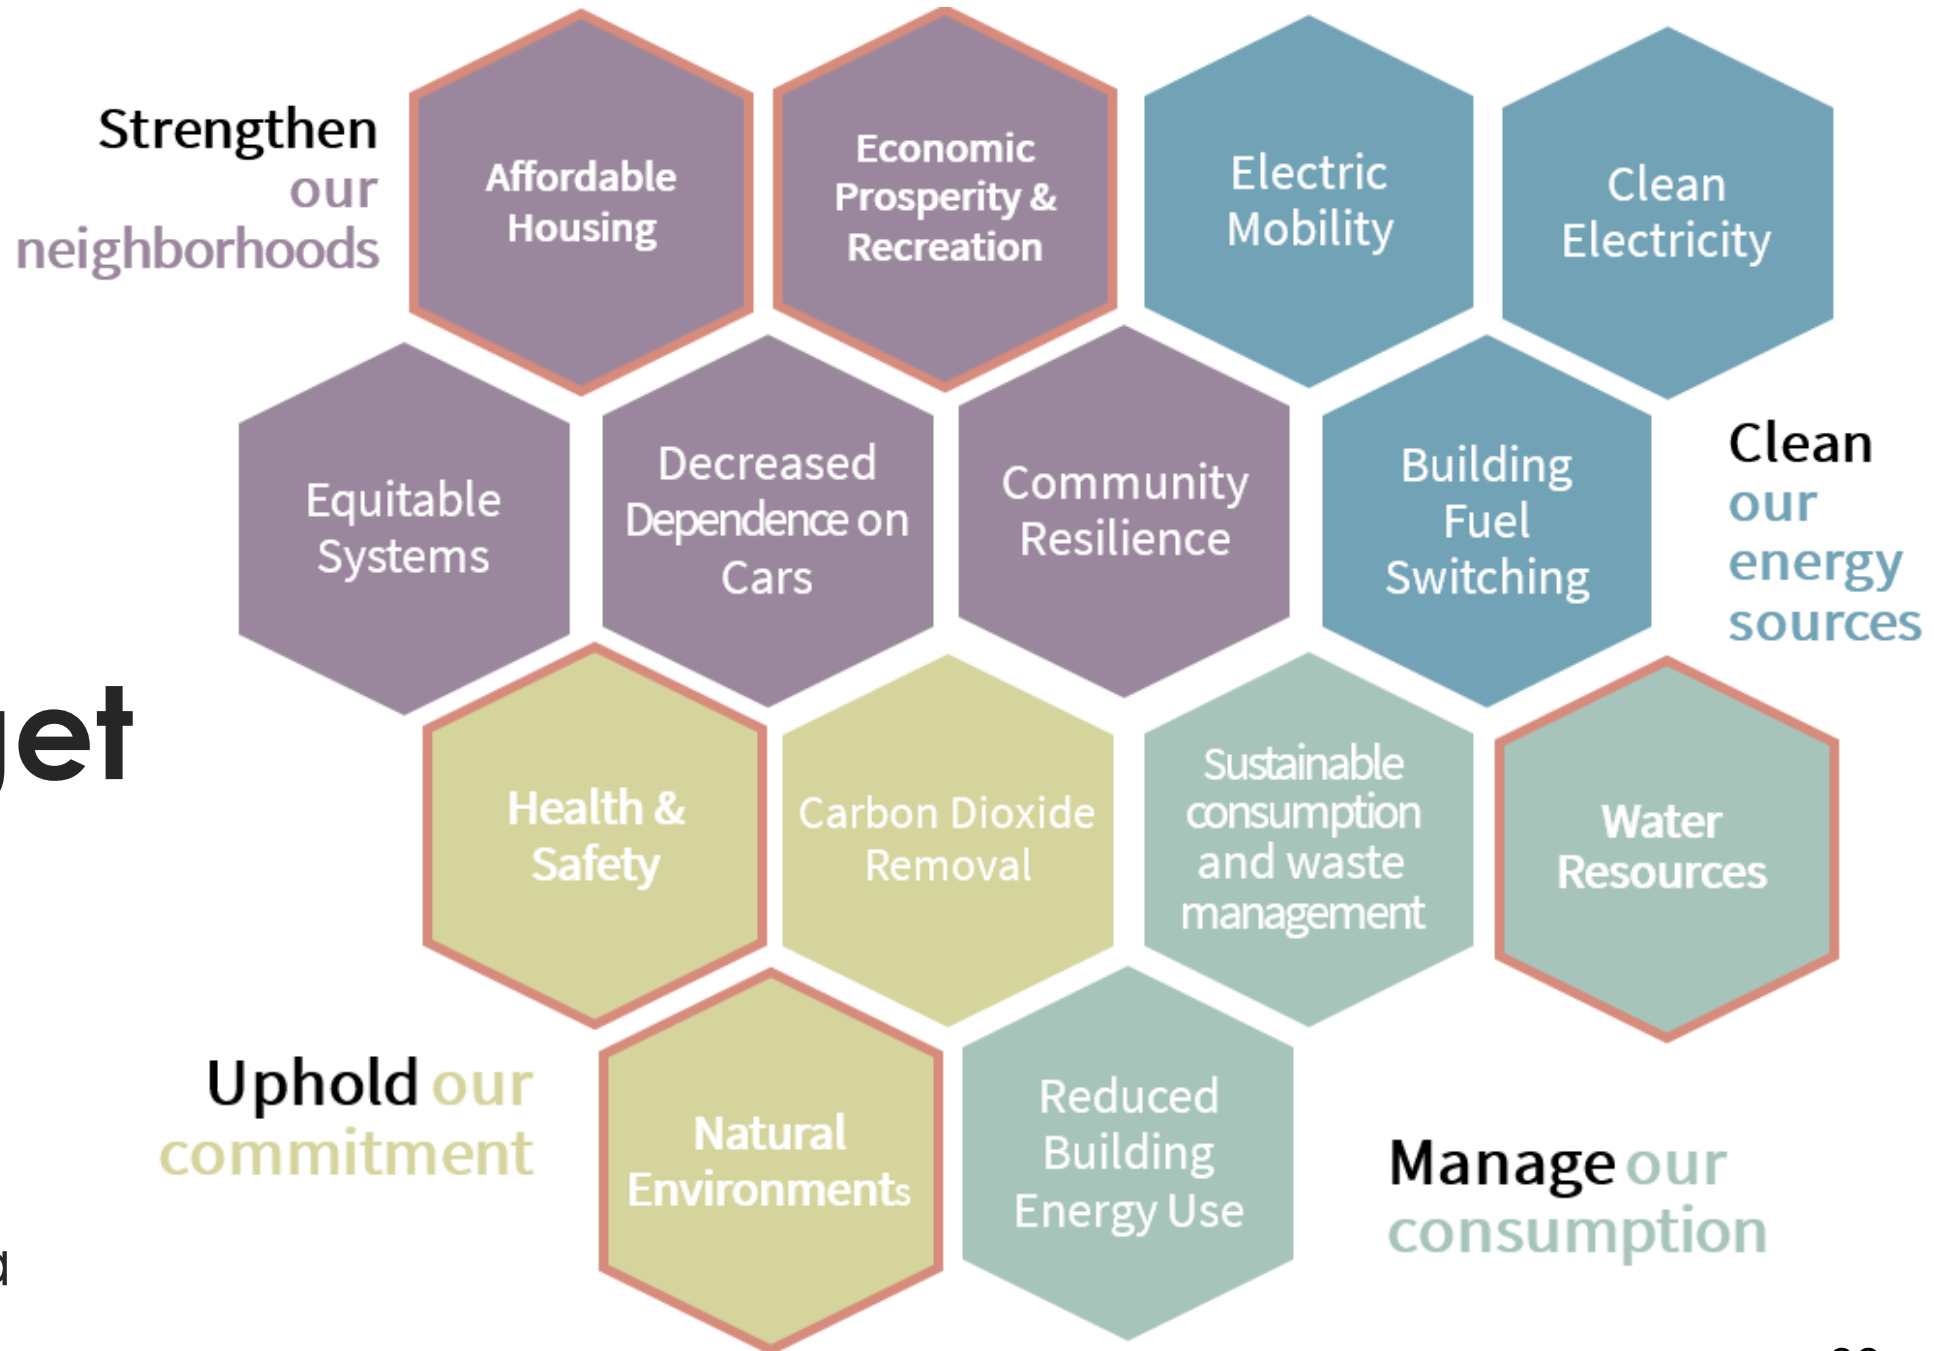 Strengthen
our
neighborhoods
Affordable
Housing
Economic
Prosperity &
Recreation
Electric
Mobility
Clean
Electricity
Equitable
Systems
Decreased
Dependence on
Cars
Community
Resilience
Building
Fuel
Switching
Clean
our
energy
sources
get
Health &
Safety
Carbon Dioxide
Removal
Sustainable
consumption
and waste
management
Water
Resources
Uphold our
commitment
Natural
Environments
Reduced
Building
Energy Use
Manage our
consumption